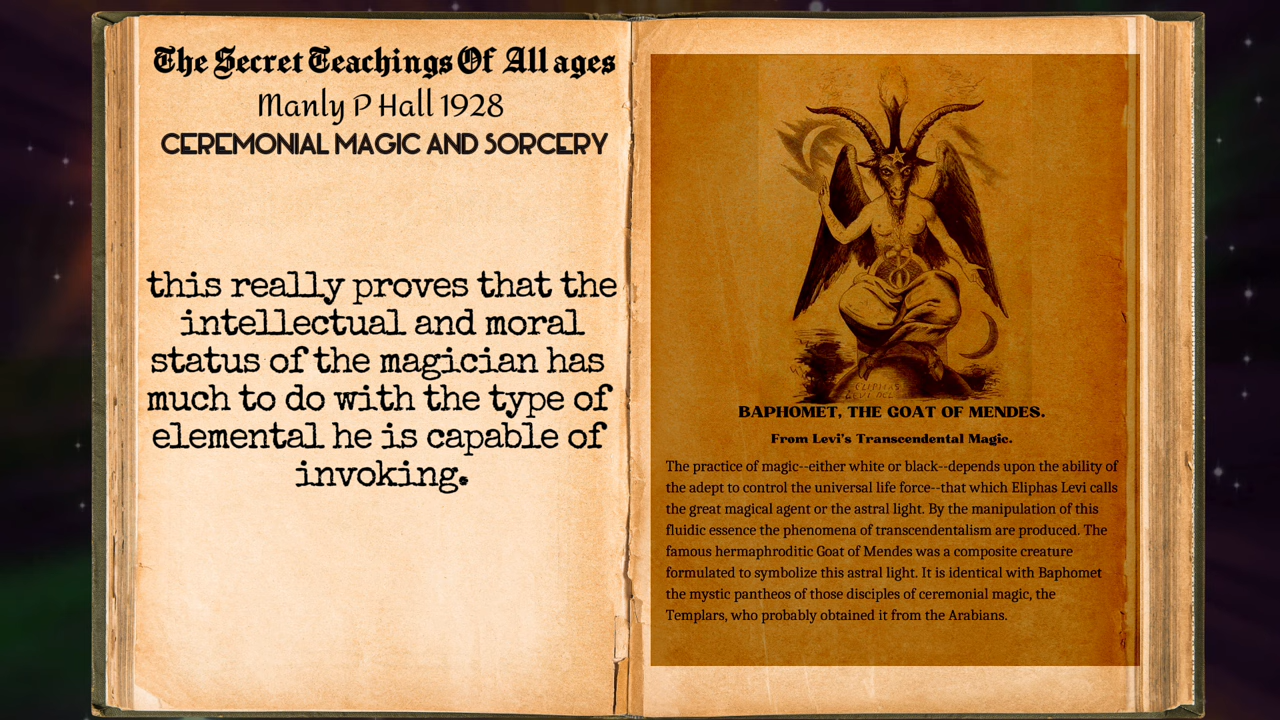 The Secret Teachings Of All ages
Manly P Hall 1928
CEREMONIAL MAGIC AND SORCERY
this really proves that the
intellectual and moral
status of the magician has
much to do with the type of
elemental he is capable of
invoking.
ELIPHAS
LEVI DEL
BAPHOMET, THE GOAT OF MENDES.
From Levi's Transcendental Magic.
The practice of magic--either white or black--depends upon the ability of
the adept to control the universal life force--that which Eliphas Levi calls
the great magical agent or the astral light. By the manipulation of this
fluidic essence the phenomena of transcendentalism are produced. The
famous hermaphroditic Goat of Mendes was a composite creature
formulated to symbolize this astral light. It is identical with Baphomet
the mystic pantheos of those disciples of ceremonial magic, the
Templars, who probably obtained it from the Arabians.